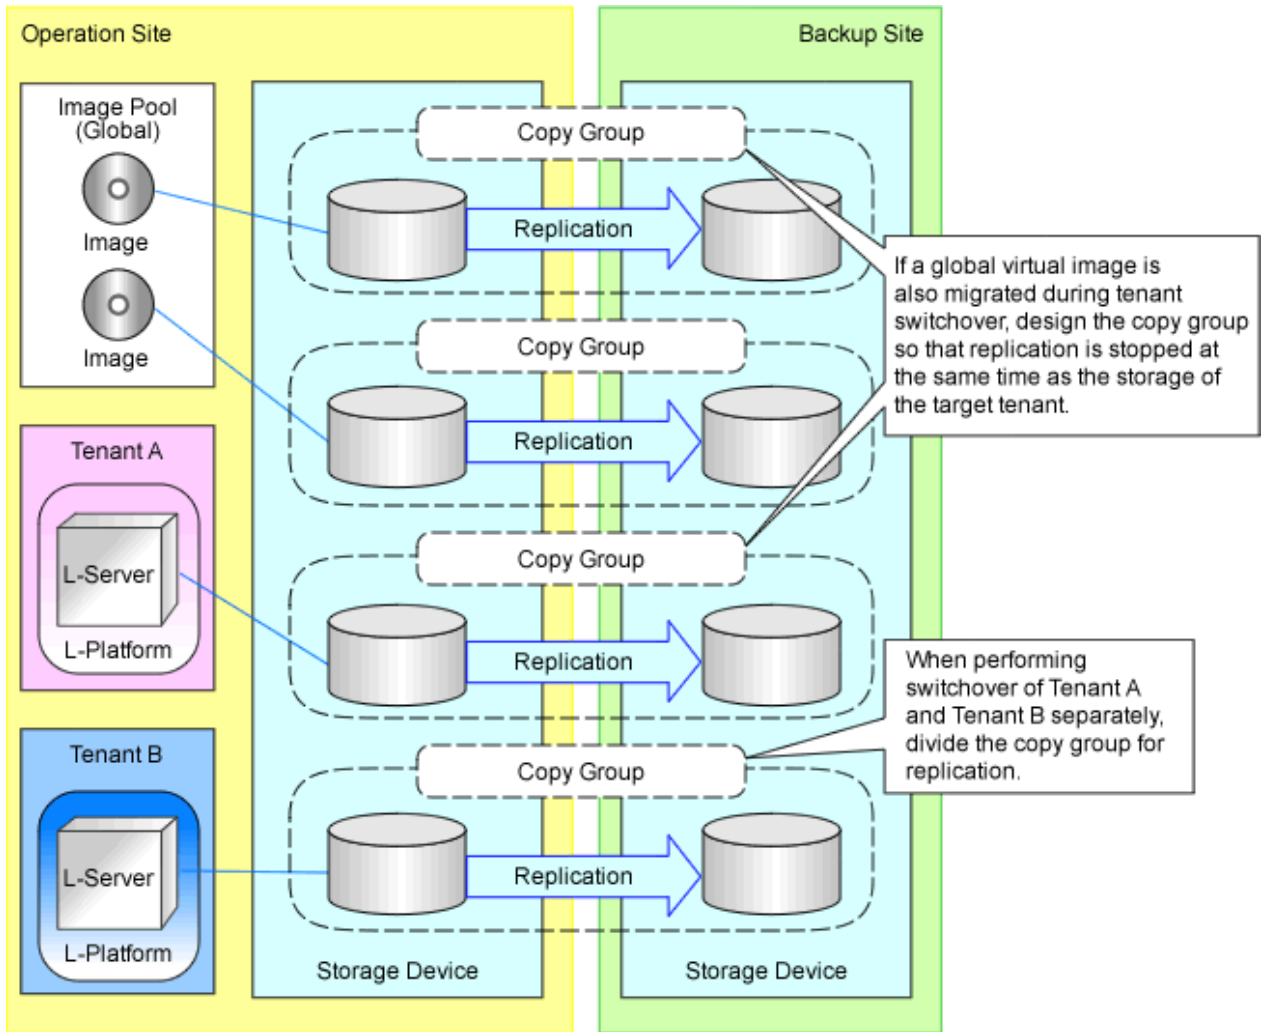 Operation Site
Backup Site
Image Pool
(Global)
Image
Image
Tenant A
L-Server
L-Platform
Tenant B
L-Server
L-Platform
Copy Group
Replication
Copy Group
Replication
Copy Group
Replication
Copy Group
Replication
Storage Device
Storage Device
If a global virtual image is
also migrated during tenant
switchover, design the copy group
so that replication is stopped at
the same time as the storage of
the target tenant.
When performing
switchover of Tenant A
and Tenant B separately,
divide the copy group for
replication.